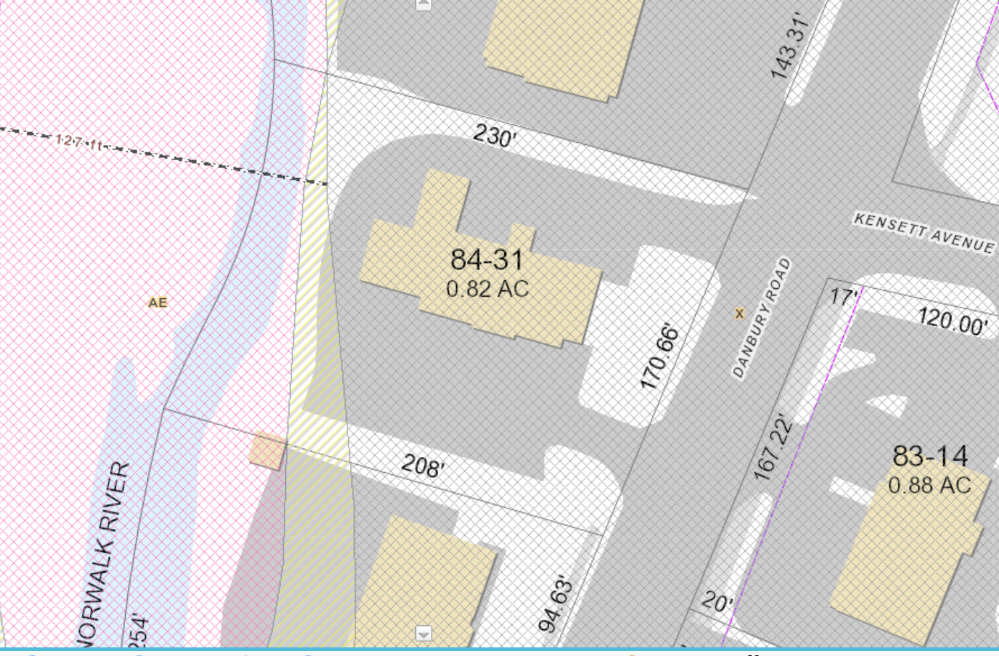 143.31'
127 ft
230'
KENSETT AVENUE
84-31
0.82 AC
AE
X
DANBURY ROAD
17'
120.00'
170.66'
167.22'
83-14
0.88 AC
208'
NORWALK RIVER
254'
94.63'
20'